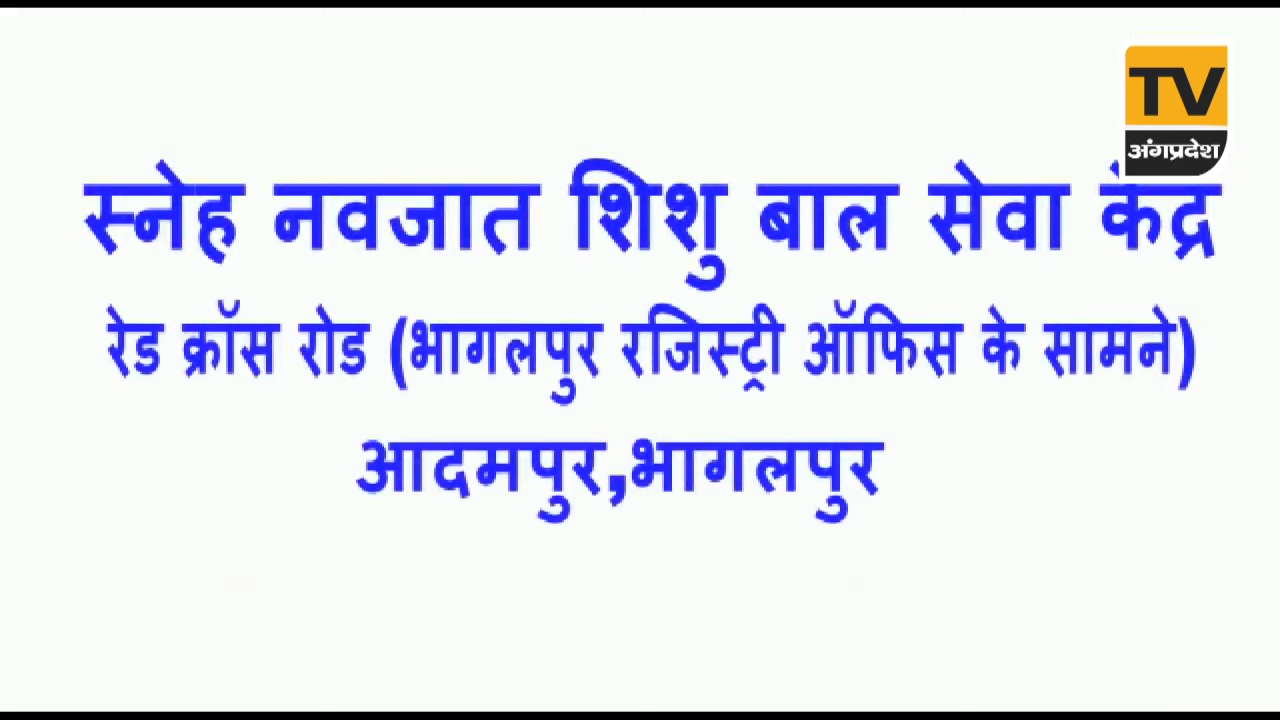 TV
अंगप्रदेश
स्नेह नवजात शिशु बाल सेवा केंद्र
रेड क्रॉस रोड (भागलपुर रजिस्ट्री ऑफिस के सामने)
आदमपुर,भागलपुर